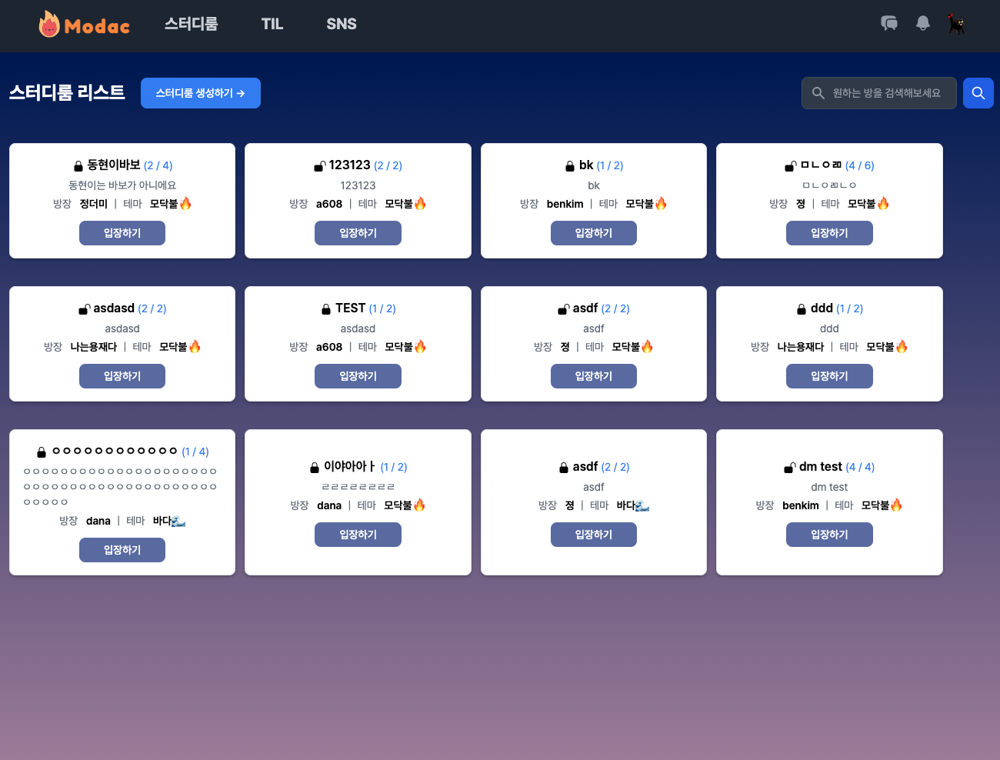 Modac 스터디룸 TIL SNS
스터디룸 리스트 스터디룸 생성하기 → 원하는 방을 검색해보세요
동현이바보 (2 / 4)
동현이는 바보가 아니에요
방장 정더미 | 테마 모닥불🔥
입장하기
123123 (2 / 2)
123123
방장 a608 | 테마 모닥불🔥
입장하기
bk (1 / 2)
bk
방장 benkim | 테마 모닥불🔥
입장하기
(4 / 6)
방장 졍 | 테마 모닥불🔥
입장하기
asdasd (2 / 2)
asdasd
방장 나는용재다 | 테마 모닥불🔥
입장하기
TEST (1 / 2)
asdasd
방장 a608 | 테마 모닥불🔥
입장하기
asdf (2 / 2)
asdf
방장 졍 | 테마 모닥불🔥
입장하기
ddd (1 / 2)
ddd
방장 나는용재다 | 테마 모닥불🔥
입장하기
ㅇㅇㅇㅇㅇㅇㅇㅇㅇㅇㅇㅇ (1 / 4)
ㅇㅇㅇㅇㅇㅇㅇㅇㅇㅇㅇㅇㅇㅇㅇㅇㅇㅇㅇㅇㅇ
ㅇㅇㅇㅇㅇㅇㅇㅇㅇㅇㅇㅇㅇㅇㅇㅇㅇㅇㅇㅇㅇ
ㅇㅇㅇㅇㅇ
방장 dana | 테마 바다🌊
입장하기
이야아아ㅏ (1 / 2)
ㄹㄹㄹㄹㄹㄹㄹㄹ
방장 dana | 테마 모닥불🔥
입장하기
asdf (2 / 2)
asdf
방장 졍 | 테마 바다🌊
입장하기
dm test (4 / 4)
dm test
방장 benkim | 테마 모닥불🔥
입장하기